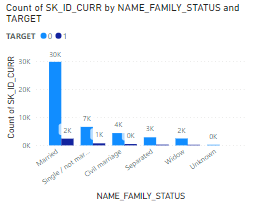 Count of SK_ID_CURR by NAME_FAMILY_STATUS and
TARGET
TARGET 0 1
Count of SK_ID_CURR
30K
20K
10K
0K
30K
2K
7K
1K
4K
0K
3K
2K
0K
Married
Single / not mar...
Civil marriage
Separated
Widow
Unknown
NAME_FAMILY_STATUS